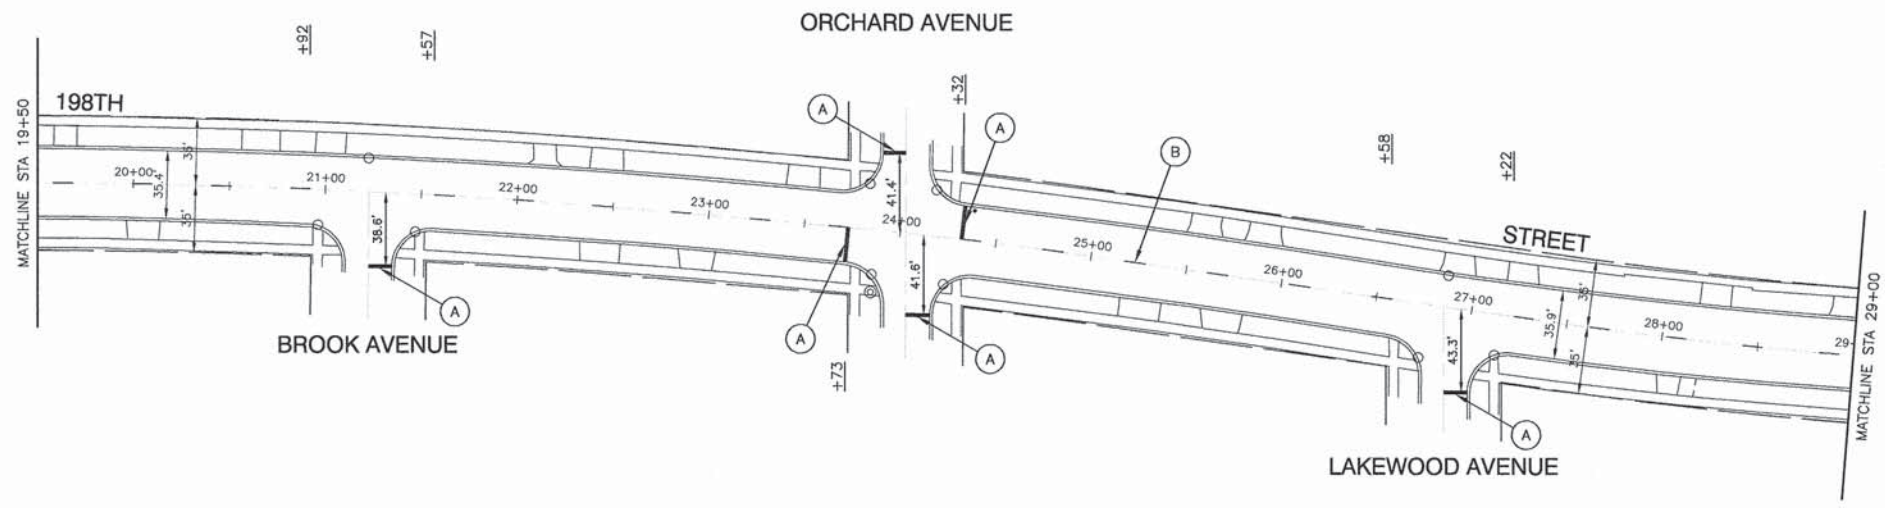 ORCHARD AVENUE
+92
+57
+32
+58
+22
198TH
MATCHLINE STA 19+50
A
A
B
35'
35.4'
35'
20+00
21+00
22+00
23+00
24+00
25+00
26+00
27+00
28+00
29-
38.6'
41.4'
41.6'
STREET
35'
35.9'
35'
43.3'
MATCHLINE STA 29+00
A
A
A
A
BROOK AVENUE
+73
LAKEWOOD AVENUE